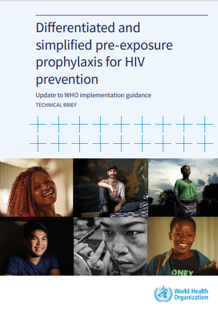 Differentiated and
simplified pre-exposure
prophylaxis for HIV
prevention
Update to WHO implementation guidance
TECHNICAL BRIEF
ONEY
World Health
Organization